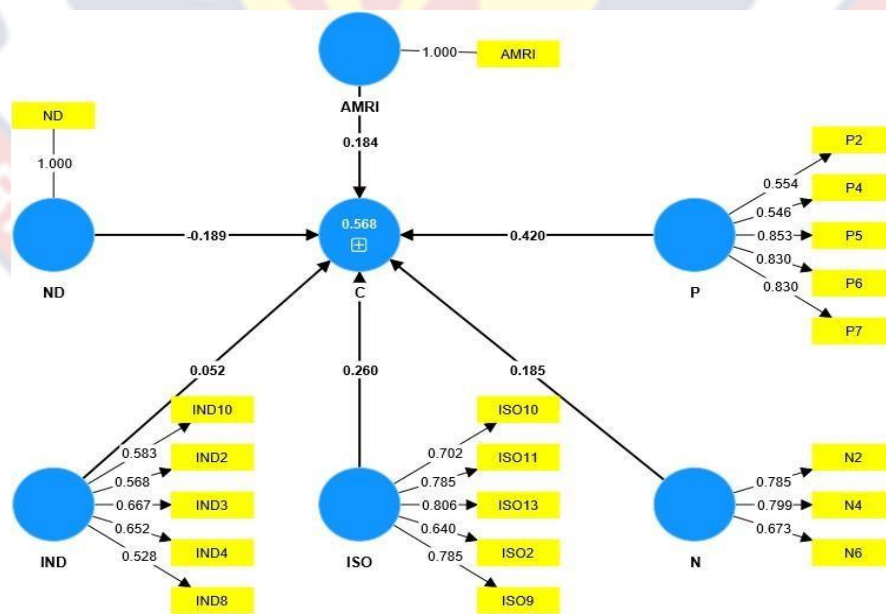 1.000
AMRI
AMRI
0.184
ND
1.000
ND
-0.189
0.568
C
0.420
P
0.554
0.546
0.853
0.830
0.830
P2
P4
P5
P6
P7
0.052
0.260
0.185
IND
0.583
0.568
0.667
0.652
0.528
IND10
IND2
IND3
IND4
IND8
ISO
0.702
0.785
0.806
0.640
0.785
ISO10
ISO11
ISO13
ISO2
ISO9
N
0.785
0.799
0.673
N2
N4
N6